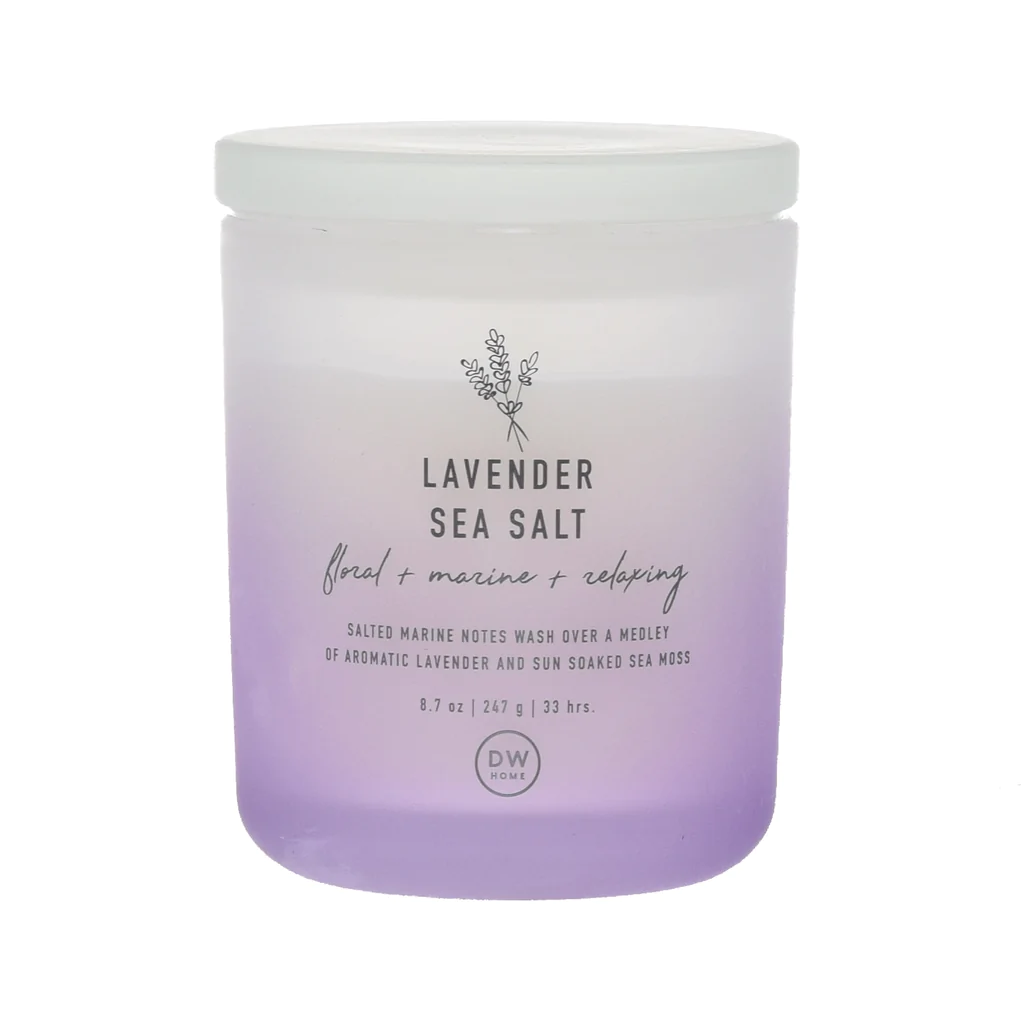 LAVENDER
SEA SALT
floral + marine + relaxing
SALTED MARINE NOTES WASH OVER A MEDLEY
OF AROMATIC LAVENDER AND SUN SOAKED SEA MOSS
8.7 oz | 247 g | 33 hrs.
DW
HOME